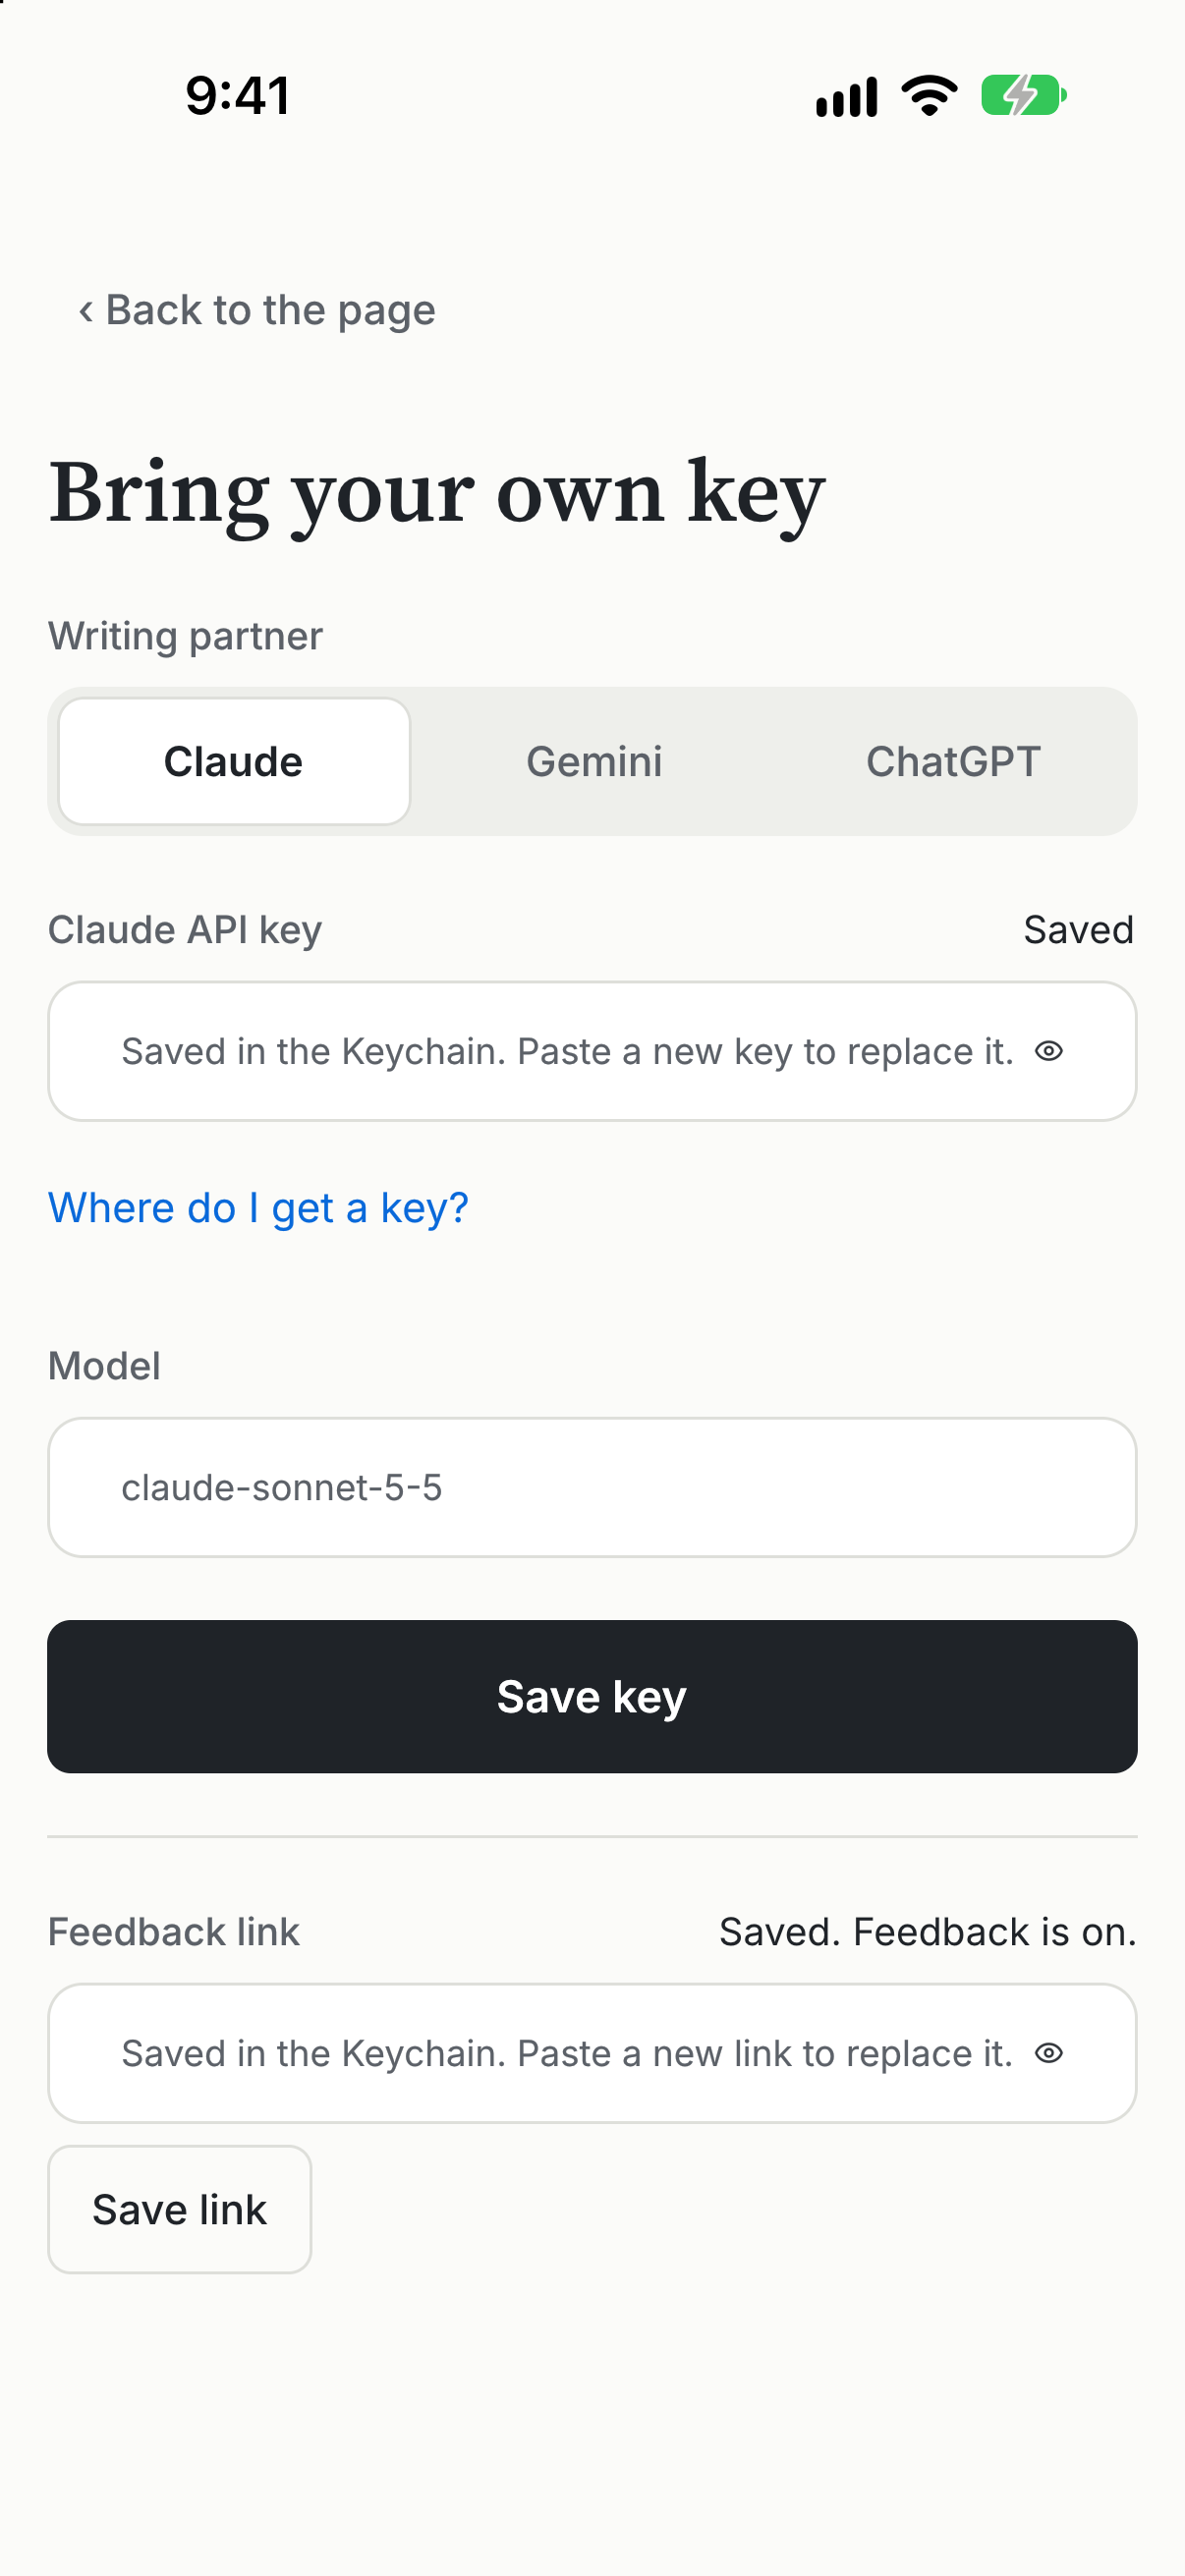 9:41
‹ Back to the page
Bring your own key
Writing partner
Claude Gemini ChatGPT
Claude API key Saved
Saved in the Keychain. Paste a new key to replace it.
Where do I get a key?
Model
claude-sonnet-5-5
Save key
Feedback link Saved. Feedback is on.
Saved in the Keychain. Paste a new link to replace it.
Save link